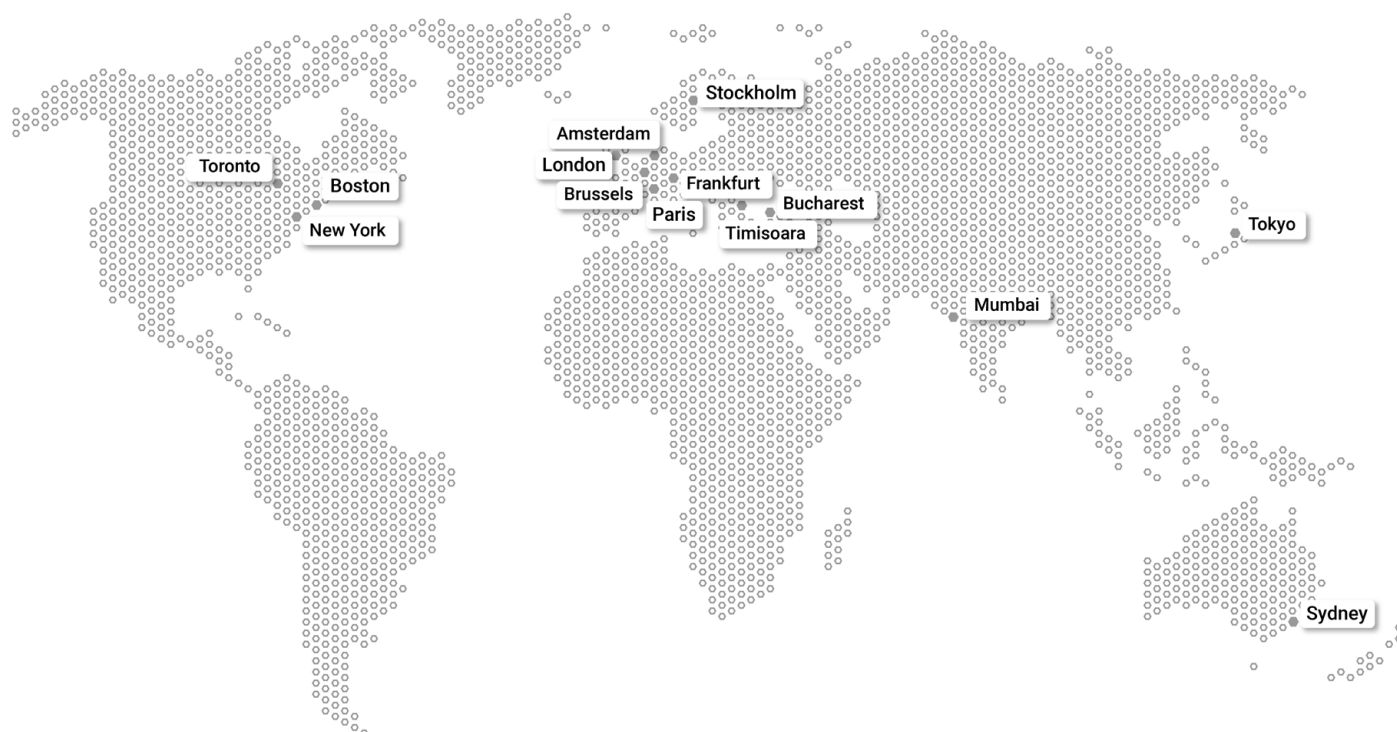 Stockholm
Amsterdam
London
Toronto
Boston
Frankfurt
Brussels
Bucharest
Paris
New York
Timisoara
Tokyo
Mumbai
Sydney